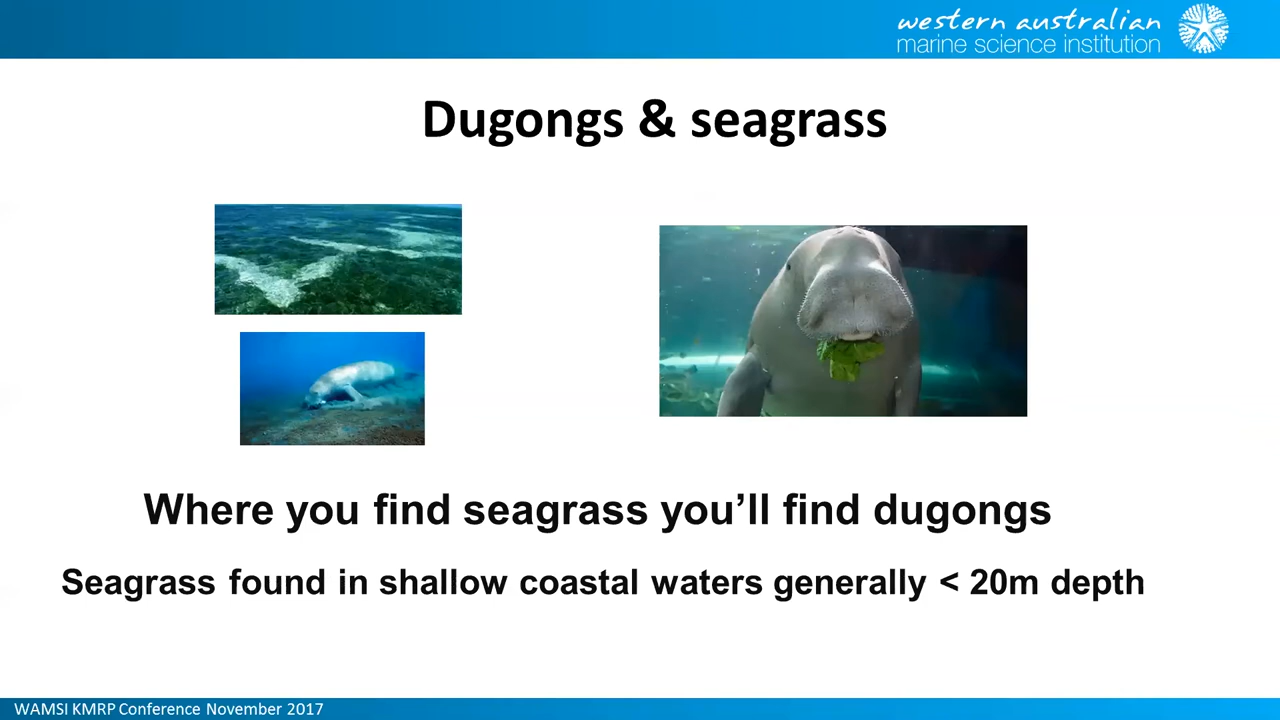 western australian
marine science institution
Dugongs & seagrass
Where you find seagrass you’ll find dugongs
Seagrass found in shallow coastal waters generally < 20m depth
WAMSI KMRP Conference November 2017